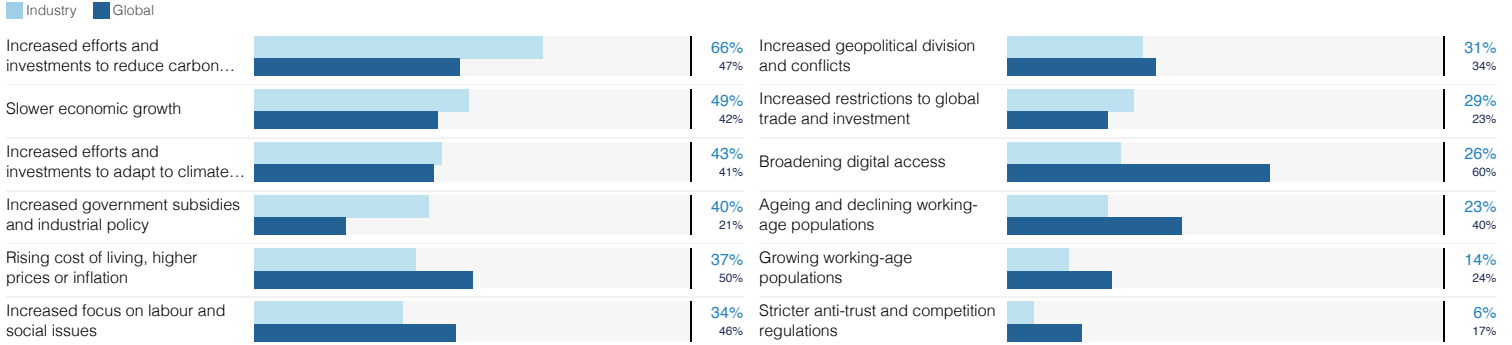 Industry Global
Increased efforts and
investments to reduce carbon…
66%
47%
Slower economic growth
49%
42%
Increased efforts and
investments to adapt to climate…
43%
41%
Increased government subsidies
and industrial policy
40%
21%
Rising cost of living, higher
prices or inflation
37%
50%
Increased focus on labour and
social issues
34%
46%
Increased geopolitical division
and conflicts
31%
34%
Increased restrictions to global
trade and investment
29%
23%
Broadening digital access
26%
60%
Ageing and declining working-
age populations
23%
40%
Growing working-age
populations
14%
24%
Stricter anti-trust and competition
regulations
6%
17%